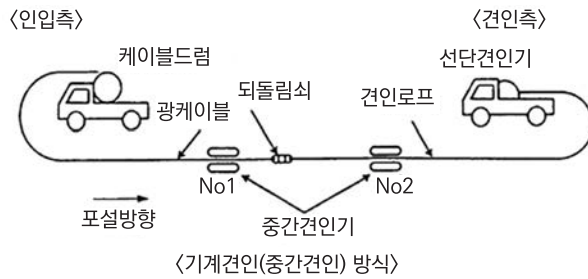 〈인입측〉
〈견인측〉
케이블드럼
선단견인기
광케이블
되돌림쇠
견인로프
No1
No2
포설방향
중간견인기
〈기계견인(중간견인) 방식〉